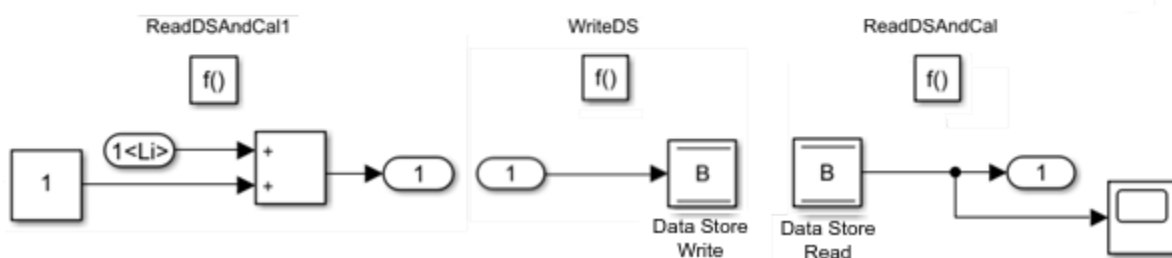 ReadDSAndCal1
f()
1<Li>
+
1
+
1
WriteDS
f()
1
B
Data Store
Write
ReadDSAndCal
f()
B
1
Data Store
Read